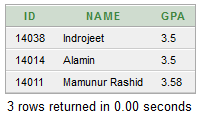 ID NAME GPA
14038 Indrojeet 3.5
14014 Alamin 3.5
14011 Mamunur Rashid 3.58
3 rows returned in 0.00 seconds